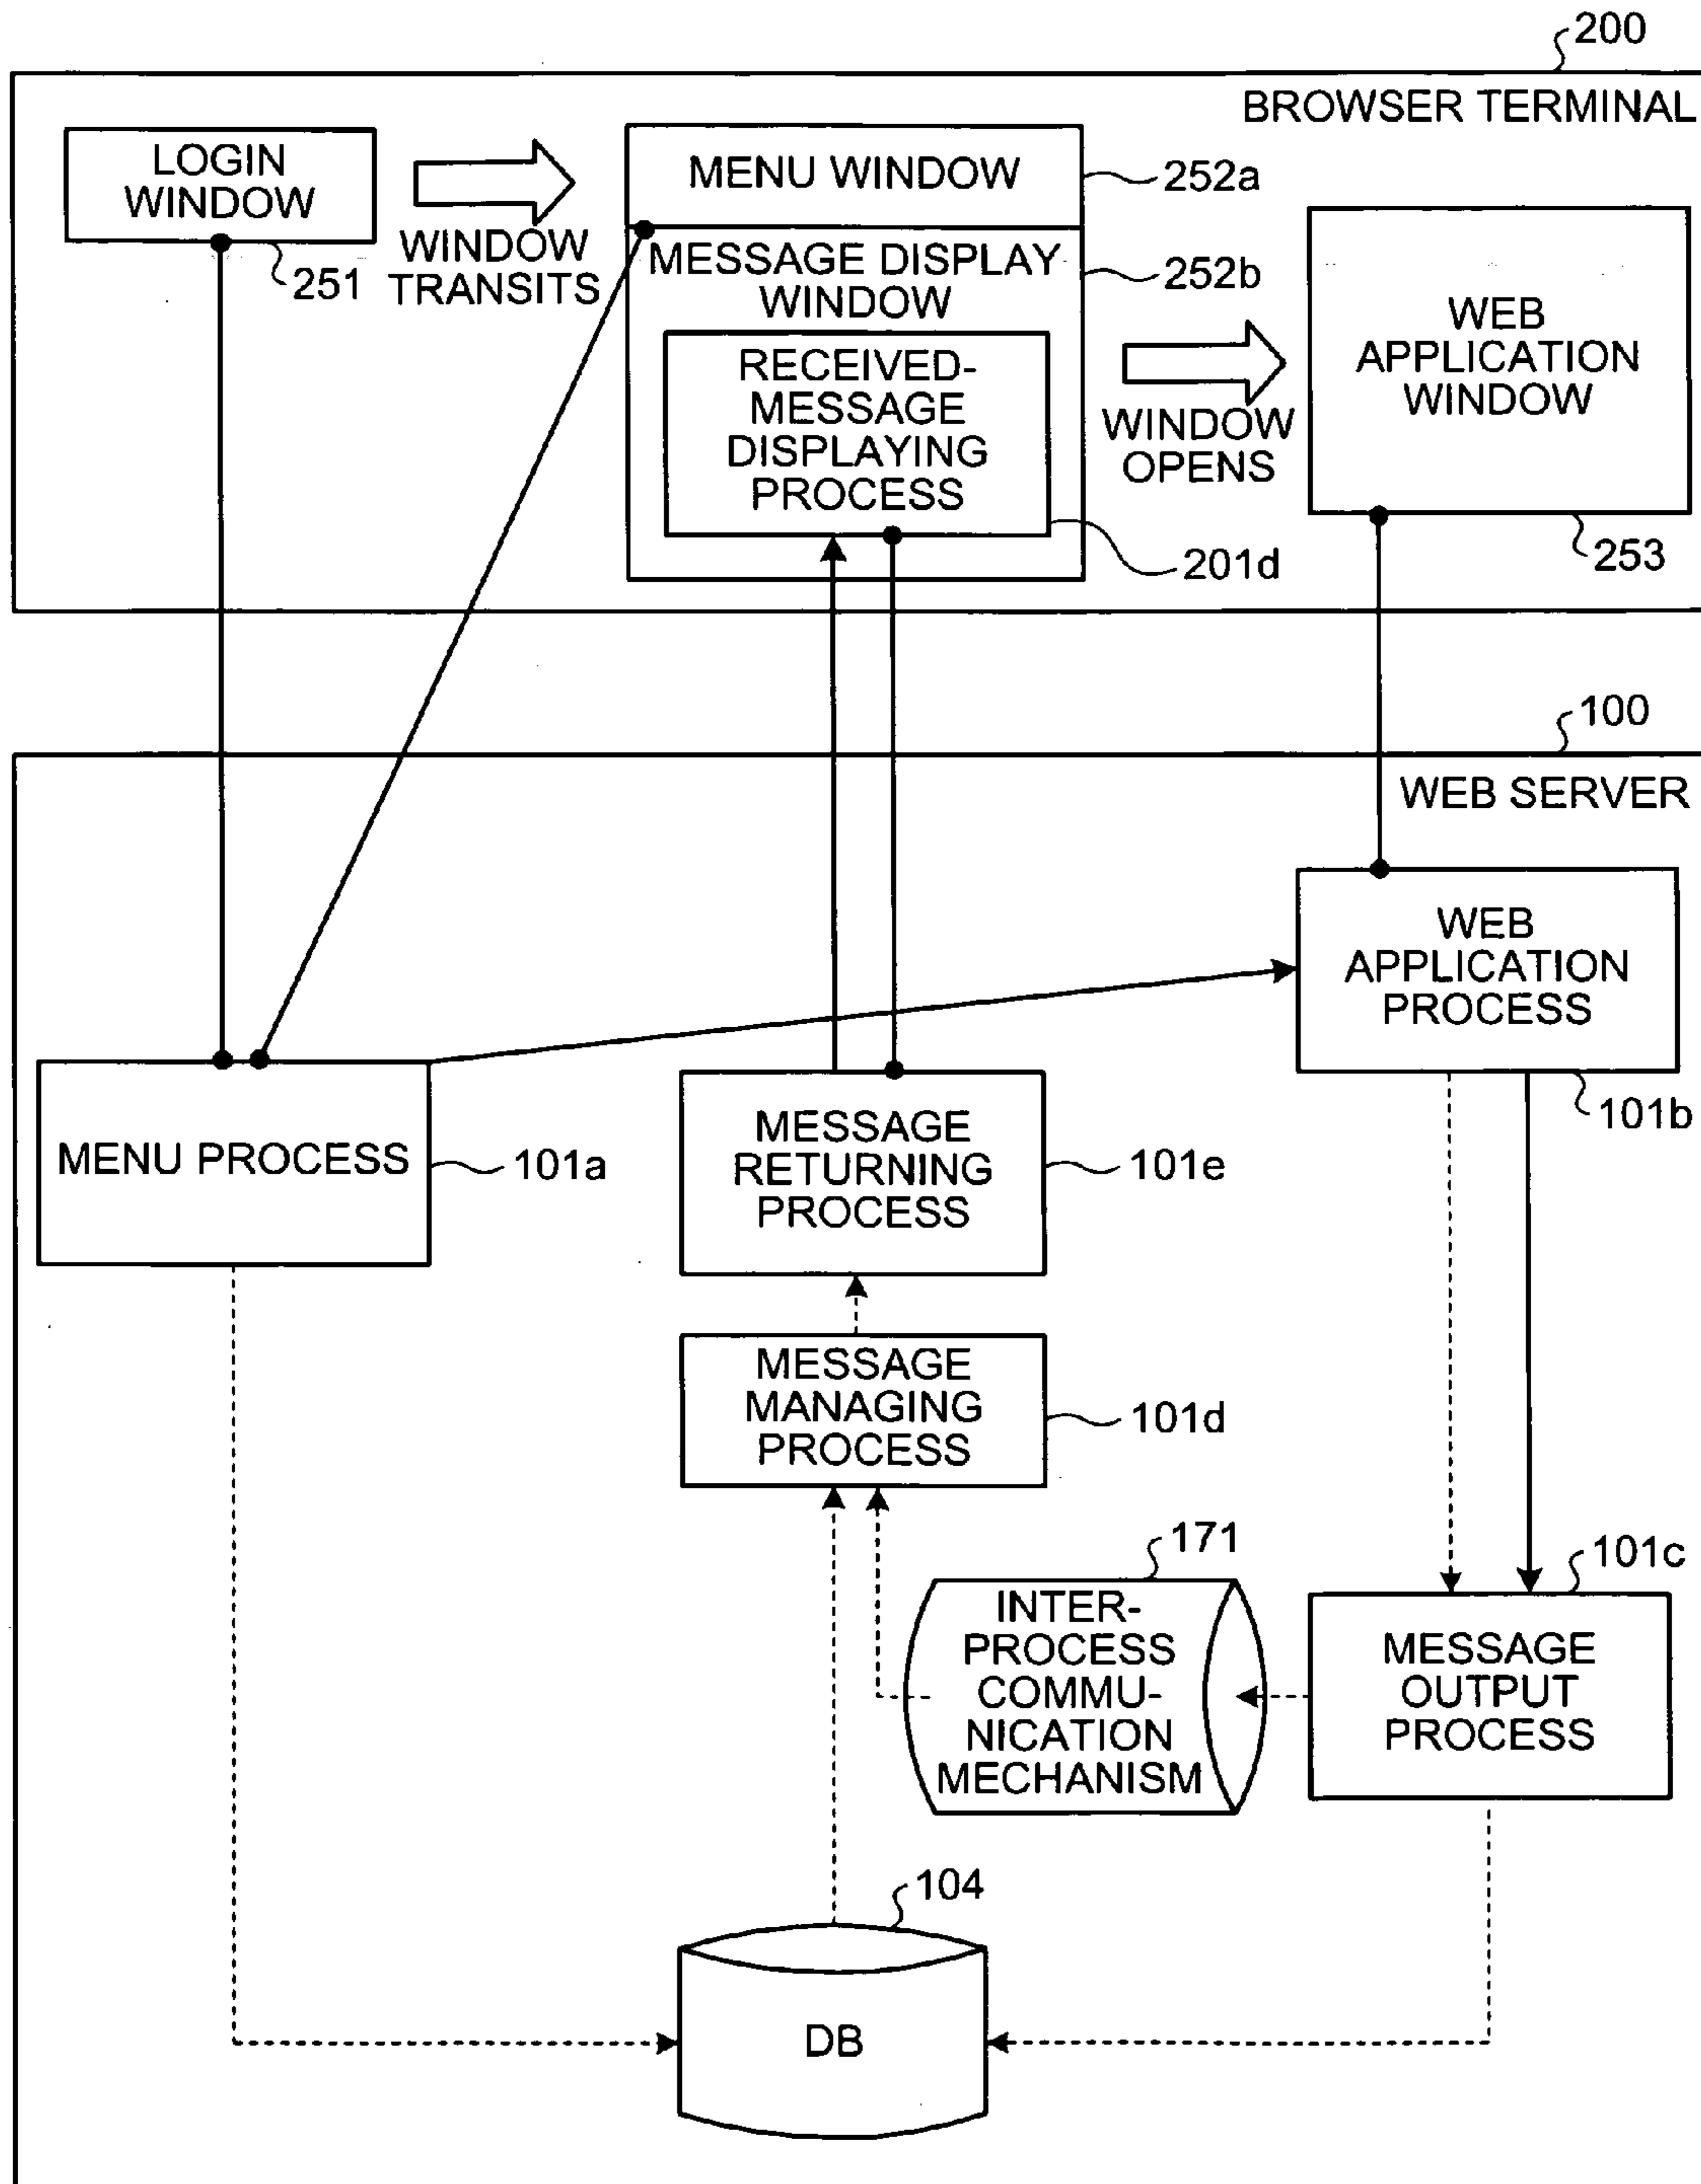 200
BROWSER TERMINAL
LOGIN
WINDOW
251
WINDOW
TRANSITS
MENU WINDOW
252a
MESSAGE DISPLAY
WINDOW
252b
RECEIVED-
MESSAGE
DISPLAYING
PROCESS
201d
WINDOW
OPENS
WEB
APPLICATION
WINDOW
253
100
WEB SERVER
WEB
APPLICATION
PROCESS
101b
MENU PROCESS
101a
MESSAGE
RETURNING
PROCESS
101e
MESSAGE
MANAGING
PROCESS
101d
171
INTER-
PROCESS
COMMU-
NICATION
MECHANISM
101c
MESSAGE
OUTPUT
PROCESS
104
DB